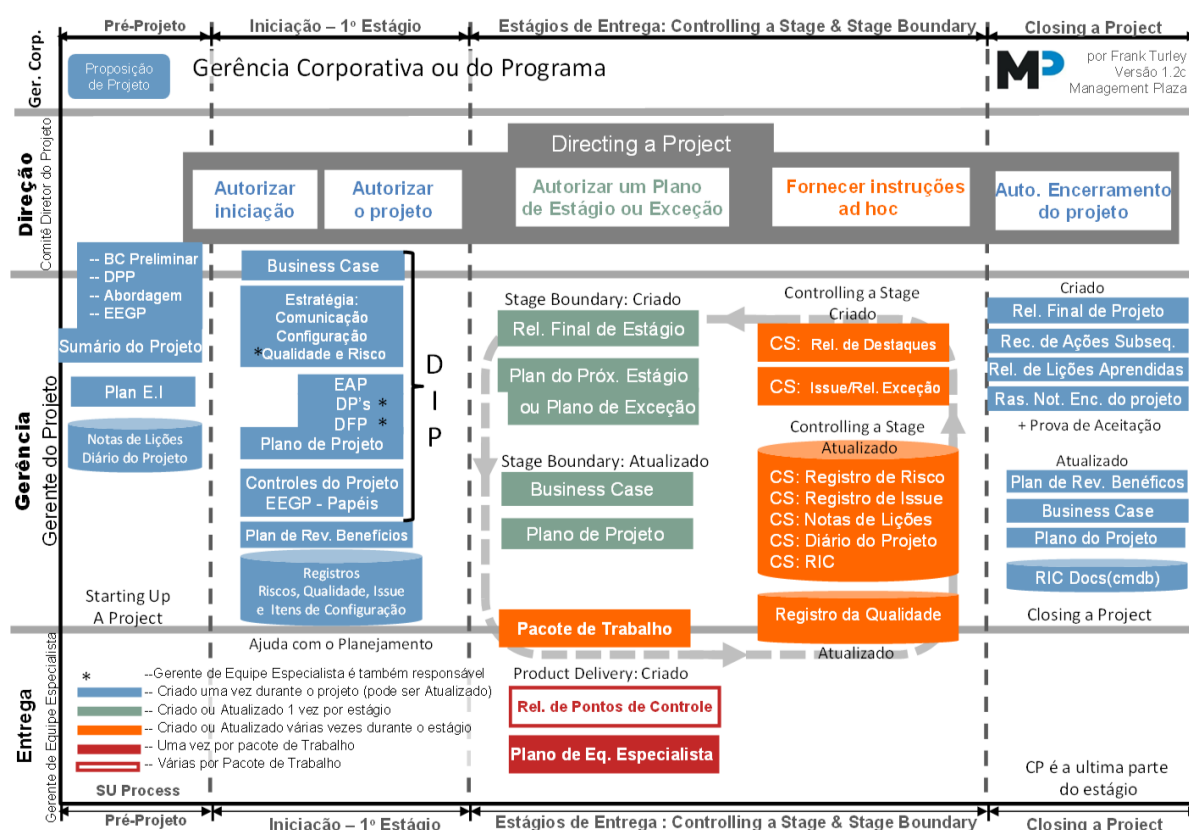 Pré-Projeto
Iniciação – 1º Estágio
Estágios de Entrega: Controlling a Stage & Stage Boundary
Closing a Project
Ger. Corp.
Proposição
de Projeto
Gerência Corporativa ou do Programa
MP
por Frank Turley
Versão 1.2c
Management Plaza
Direção
Comitê Diretor do Projeto
Directing a Project
Autorizar
iniciação
Autorizar
o projeto
Autorizar um Plano
de Estágio ou Exceção
Fornecer instruções
ad hoc
Auto. Encerramento
do projeto
Gerência
Gerente do Projeto
-- BC Preliminar
-- DPP
-- Abordagem
-- EEGP
Sumário do Projeto
Plan E.I
Notas de Lições
Diário do Projeto
Starting Up
A Project
Business Case
Estratégia:
Comunicação
Configuração
*Qualidade e Risco
EAP
DP's *
DFP *
Plano de Projeto
Controles do Projeto
EEGP - Papéis
D
I
P
Plan de Rev. Benefícios
Registros
Riscos, Qualidade, Issue
e Itens de Configuração
Ajuda com o Planejamento
Stage Boundary: Criado
Rel. Final de Estágio
Plan do Próx. Estágio
ou Plano de Exceção
Stage Boundary: Atualizado
Business Case
Plano de Projeto
Pacote de Trabalho
Controlling a Stage
Criado
CS: Rel. de Destaques
CS: Issue/Rel. Exceção
Controlling a Stage
Atualizado
CS: Registro de Risco
CS: Registro de Issue
CS: Notas de Lições
CS: Diário do Projeto
CS: RIC
Registro da Qualidade
Atualizado
Criado
Rel. Final de Projeto
Rec. de Ações Subseq.
Rel. de Lições Aprendidas
Ras. Not. Enc. do projeto
+ Prova de Aceitação
Atualizado
Plan de Rev. Benéficos
Business Case
Plano do Projeto
RIC Docs(cmdb)
Closing a Project
Entrega
Gerente de Equipe Especialista
* --Gerente de Equipe Especialista é também responsável
-- Criado uma vez durante o projeto (pode ser Atualizado)
-- Criado ou Atualizado 1 vez por estágio
-- Criado ou Atualizado várias vezes durante o estágio
-- Uma vez por pacote de Trabalho
-- Várias por Pacote de Trabalho
SU Process
Product Delivery: Criado
Rel. de Pontos de Controle
Plano de Eq. Especialista
CP é a ultima parte
do estágio
Pré-Projeto
Iniciação – 1º Estágio
Estágios de Entrega : Controlling a Stage & Stage Boundary
Closing a Project